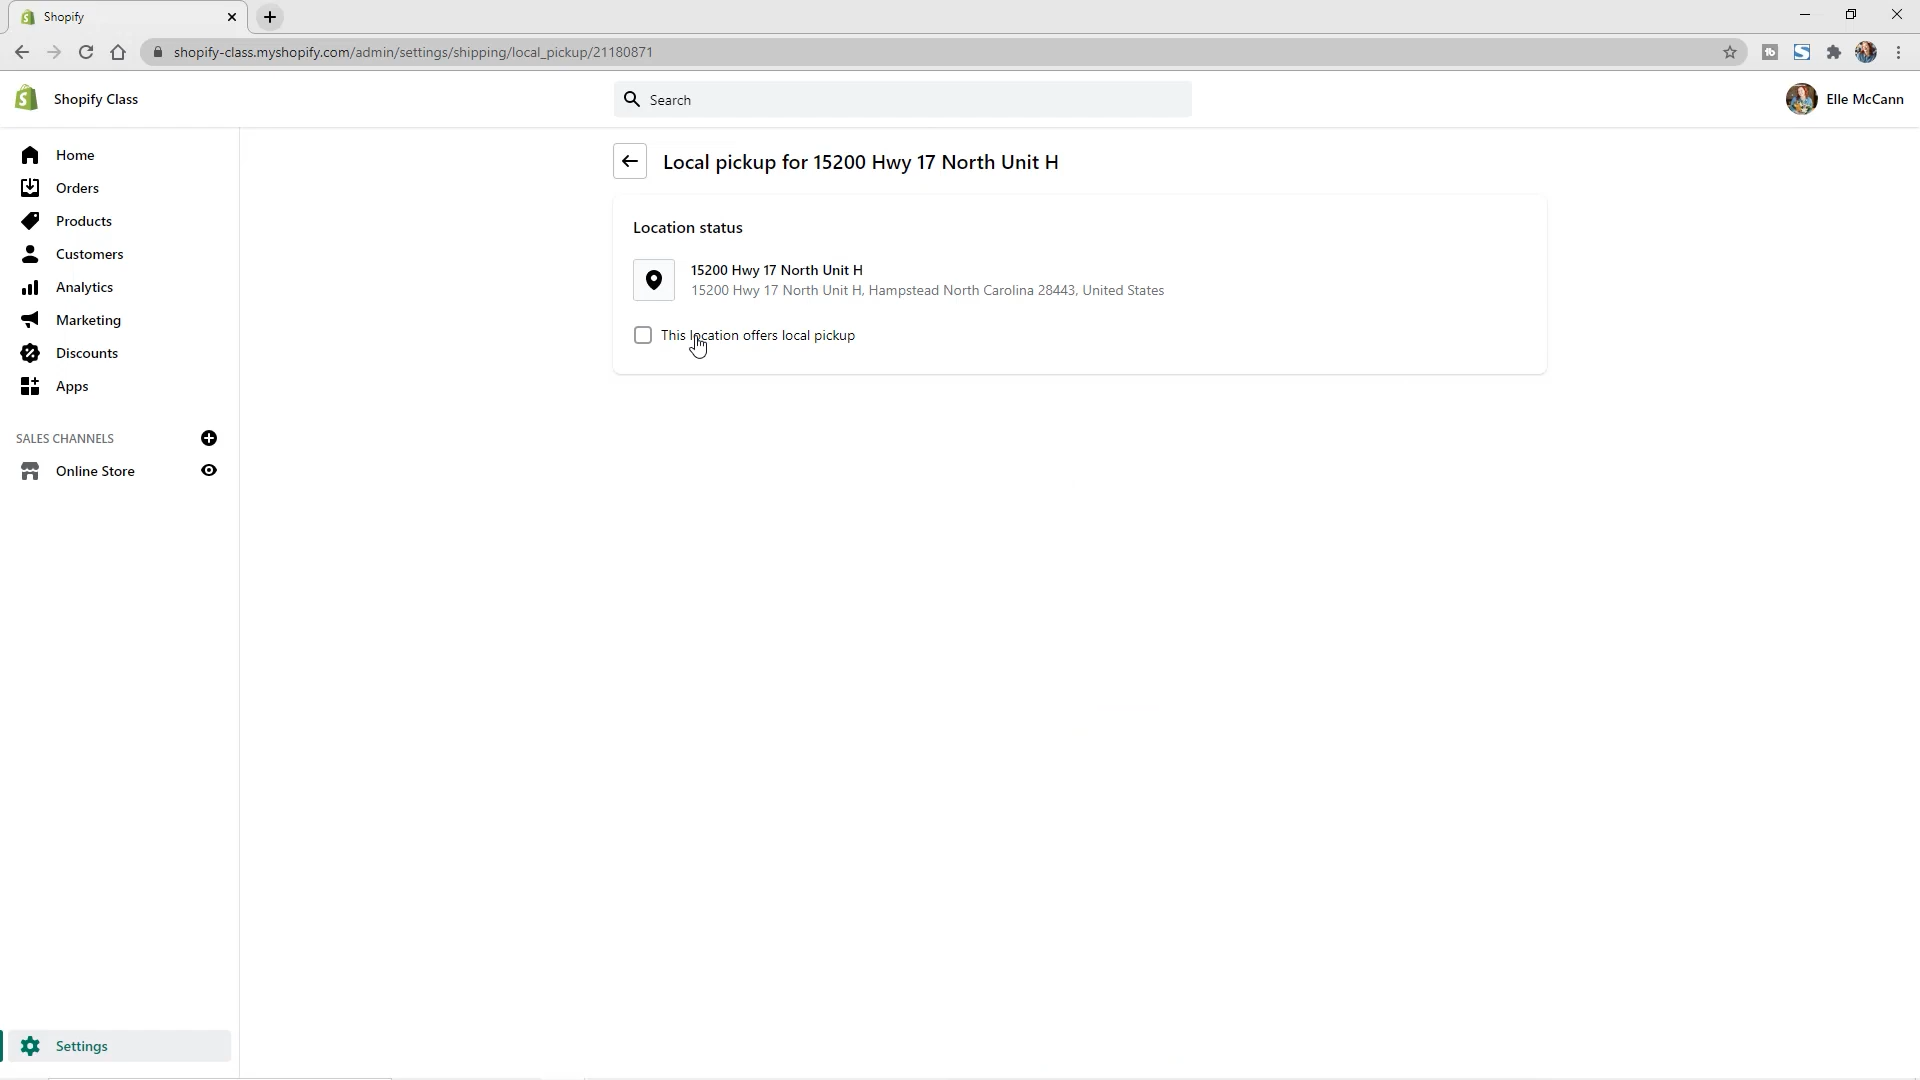 Shopify
shopify-class.myshopify.com/admin/settings/shipping/local_pickup/21180871
Shopify Class
Search
Elle McCann
Home
Orders
Products
Customers
Analytics
Marketing
Discounts
Apps
SALES CHANNELS
Online Store
Settings
Local pickup for 15200 Hwy 17 North Unit H
Location status
15200 Hwy 17 North Unit H
15200 Hwy 17 North Unit H, Hampstead North Carolina 28443, United States
This location offers local pickup